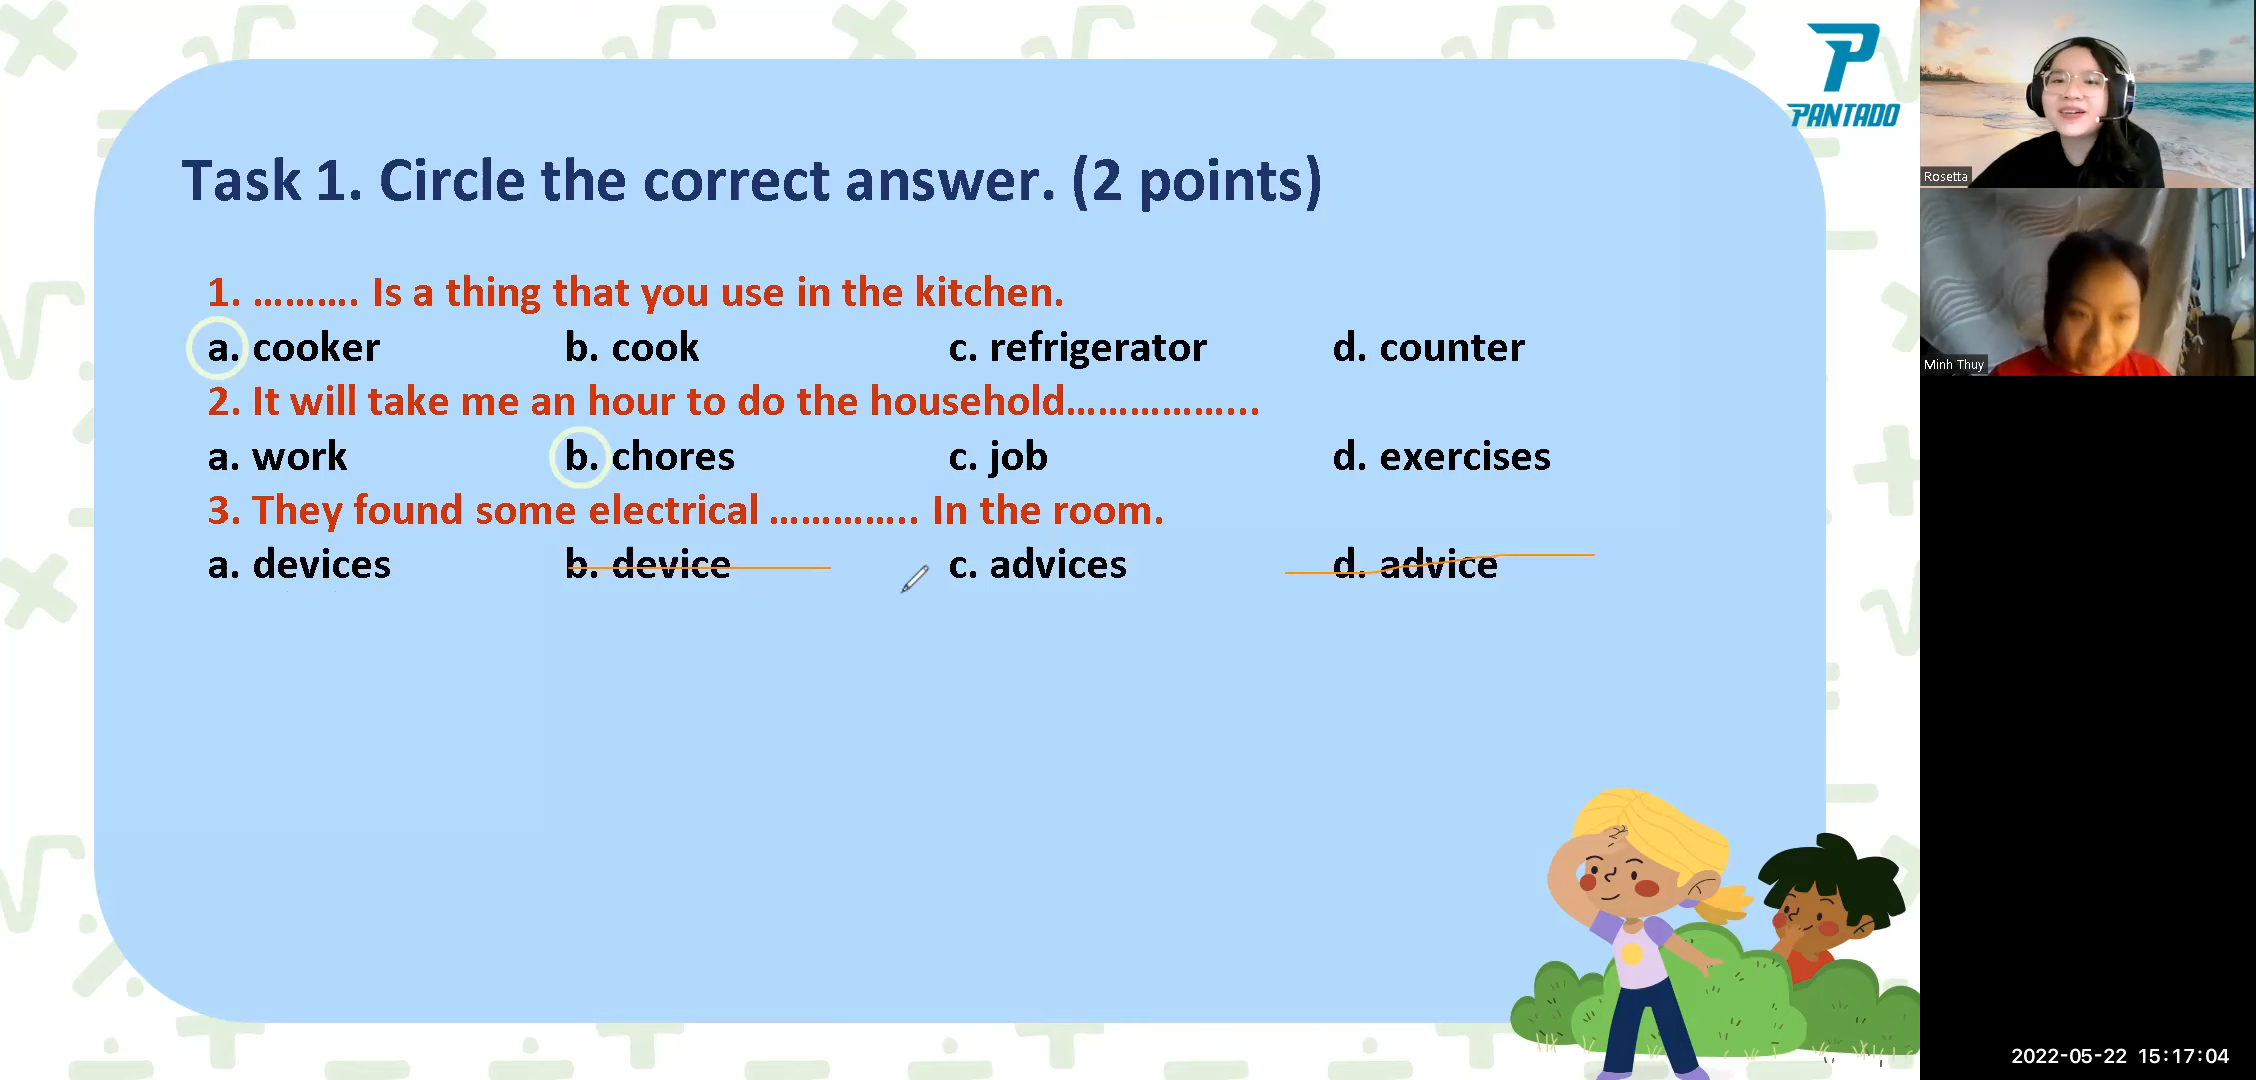 Task 1. Circle the correct answer. (2 points)
1. ………. Is a thing that you use in the kitchen.
a. cooker b. cook c. refrigerator d. counter
2. It will take me an hour to do the household……………...
a. work b. chores c. job d. exercises
3. They found some electrical ………….. In the room.
a. devices b. device c. advices d. advice
PANTADO
Rosetta
Minh Thuy
2022-05-22 15:17:04